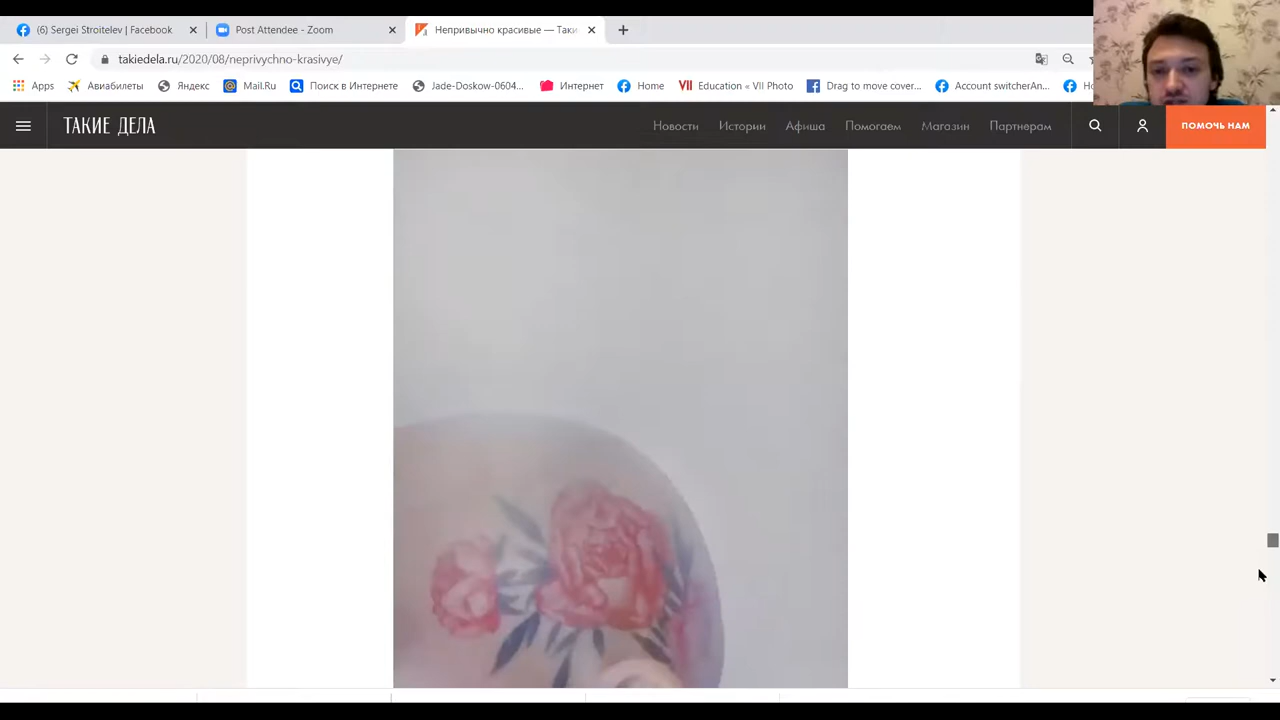 (6) Sergei Stroitelev | Facebook
Post Attendee - Zoom
Непривычно красивые — Таки
takiedela.ru/2020/08/neprivychno-krasivye/
Apps
Авиабилеты
Яндекс
Mail.Ru
Поиск в Интернете
Jade-Doskow-0604...
Интернет
Home
Education « VII Photo
Drag to move cover...
Account switcherAn...
Ho
ТАКИЕ ДЕЛА
Новости
Истории
Афиша
Помогаем
Магазин
Партнерам
ПОМОЧЬ НАМ